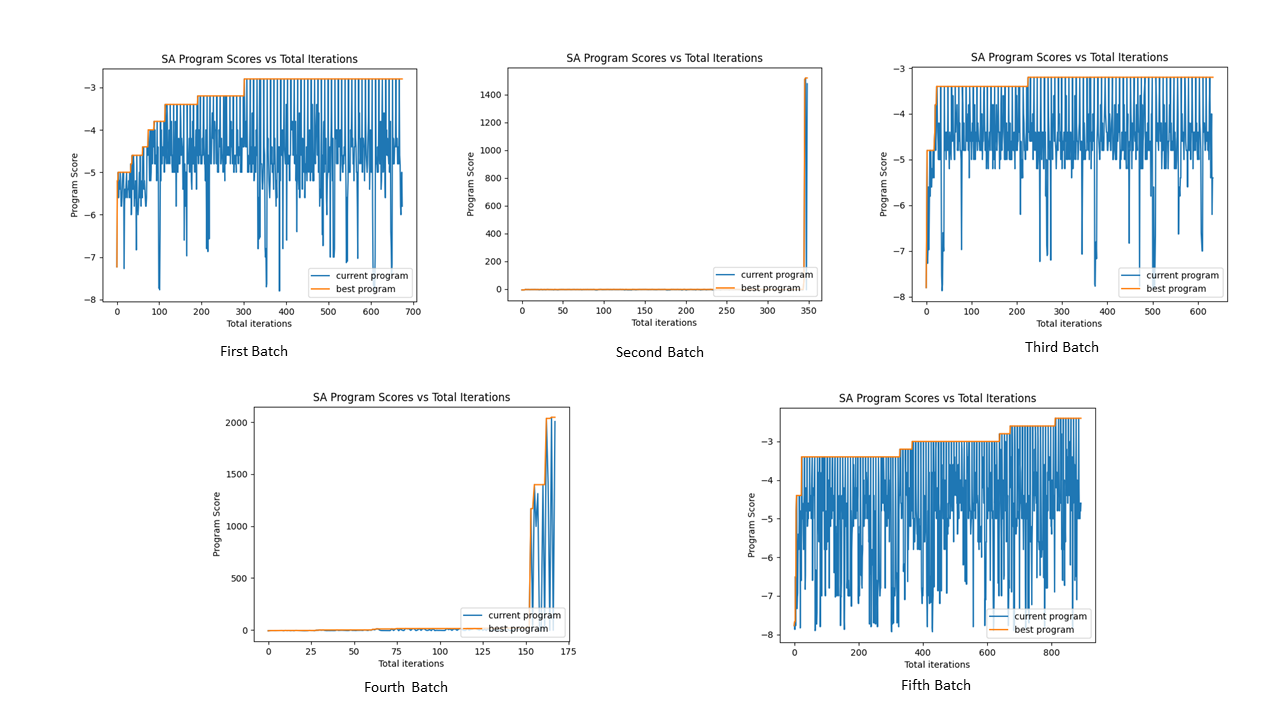 SA Program Scores vs Total Iterations
−3
−4
−5
−6
−7
−8
Program Score
current program
best program
0 100 200 300 400 500 600 700
Total iterations
First Batch
SA Program Scores vs Total Iterations
1400
1200
1000
800
600
400
200
0
Program Score
current program
best program
0 50 100 150 200 250 300 350
Total iterations
Second Batch
SA Program Scores vs Total Iterations
−3
−4
−5
−6
−7
−8
Program Score
current program
best program
0 100 200 300 400 500 600
Total iterations
Third Batch
SA Program Scores vs Total Iterations
2000
1500
1000
500
0
Program Score
current program
best program
0 25 50 75 100 125 150 175
Total iterations
Fourth Batch
SA Program Scores vs Total Iterations
−3
−4
−5
−6
−7
−8
Program Score
current program
best program
0 200 400 600 800
Total iterations
Fifth Batch